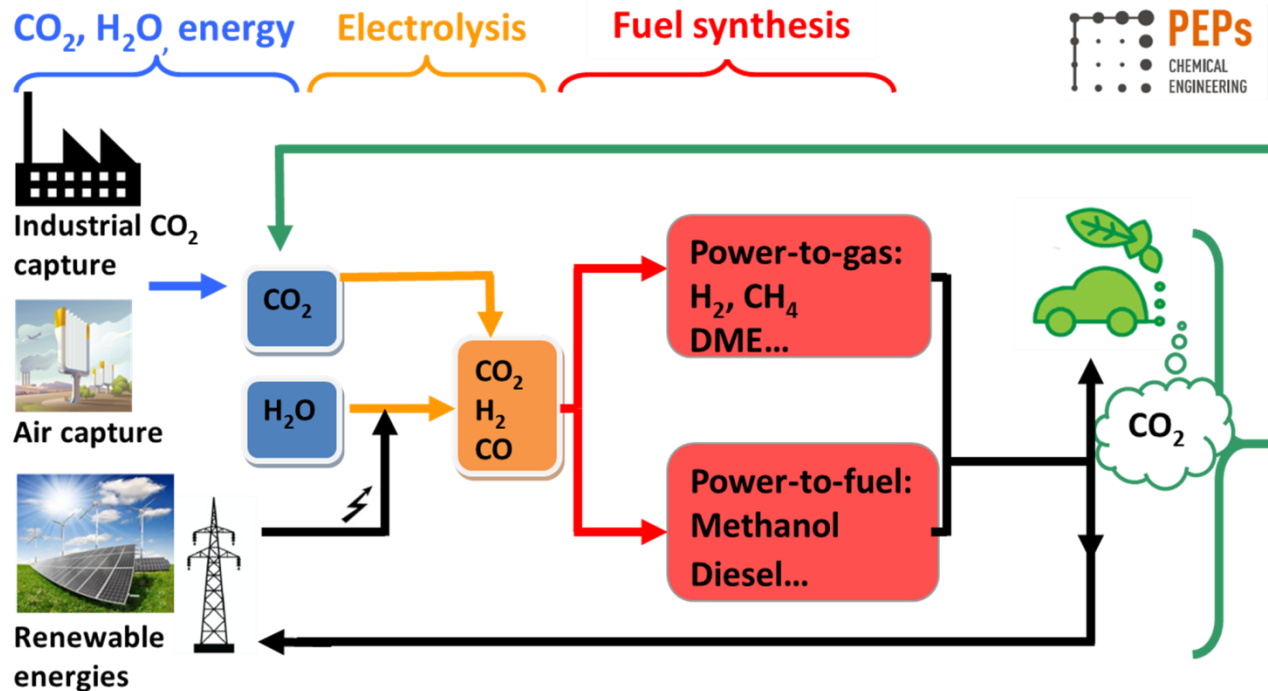 CO₂, H₂O, energy
Electrolysis
Fuel synthesis
PEPs
CHEMICAL
ENGINEERING
Industrial CO₂
capture
Air capture
Renewable
energies
CO₂
H₂O
CO₂
H₂
CO
Power-to-gas:
H₂, CH₄
DME…
Power-to-fuel:
Methanol
Diesel…
CO₂